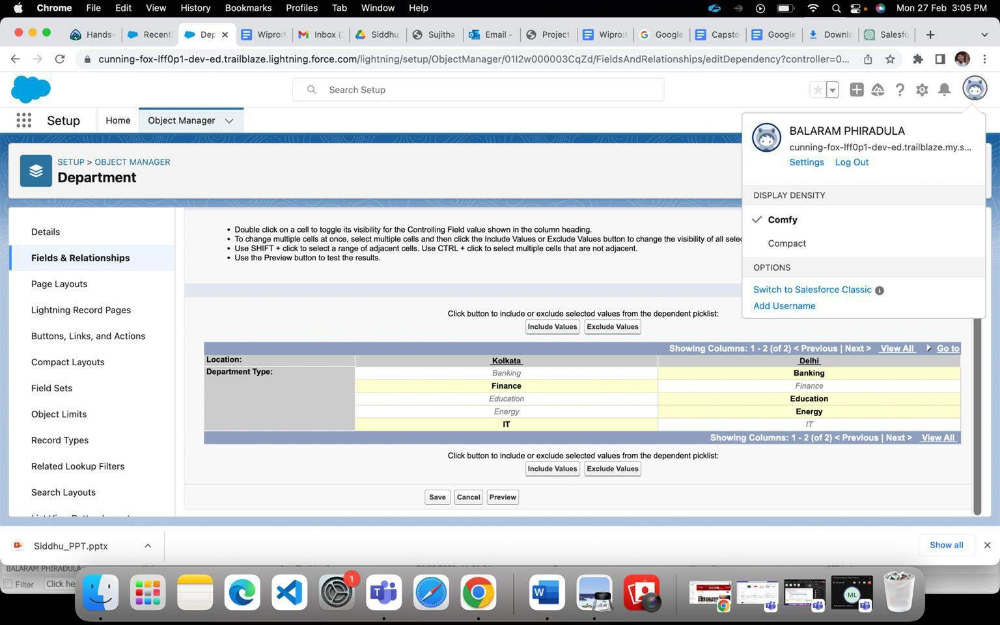 Chrome File Edit View History Bookmarks Profiles Tab Window Help Mon 27 Feb 3:05 PM
Hands- Recentl Dep Wipro:M Inbox (3 Siddhu_ Sujitha Email - Project Wipro:M Google Capsto Google Downl Salesfo
cunning-fox-lff0p1-dev-ed.trailblaze.lightning.force.com/lightning/setup/ObjectManager/01I2w000003CqZd/FieldsAndRelationships/editDependency?controller=0...
Search Setup
Setup Home Object Manager
BALARAM PHIRADULA
cunning-fox-lff0p1-dev-ed.trailblaze.my.s...
Settings Log Out
DISPLAY DENSITY
Comfy
Compact
OPTIONS
Switch to Salesforce Classic
Add Username
SETUP > OBJECT MANAGER
Department
Details
Fields & Relationships
Page Layouts
Lightning Record Pages
Buttons, Links, and Actions
Compact Layouts
Field Sets
Object Limits
Record Types
Related Lookup Filters
Search Layouts
• Double click on a cell to toggle its visibility for the Controlling Field value shown in the column heading.
• To change multiple cells at once, select multiple cells and then click the Include Values or Exclude Values button to change the visibility of all selec
• Use SHIFT + click to select a range of adjacent cells. Use CTRL + click to select multiple cells that are not adjacent.
• Use the Preview button to test the results.
Click button to include or exclude selected values from the dependent picklist:
Include Values Exclude Values
Showing Columns: 1 - 2 (of 2) < Previous | Next > View All Go to
Location: Kolkata Delhi
Department Type: Banking Banking
Finance Finance
Education Education
Energy Energy
IT IT
Showing Columns: 1 - 2 (of 2) < Previous | Next > View All
Click button to include or exclude selected values from the dependent picklist:
Include Values Exclude Values
Save Cancel Preview
Siddhu_PPT.pptx Show all
BALARAM PHIRADULA
Filter Click he
1
ML